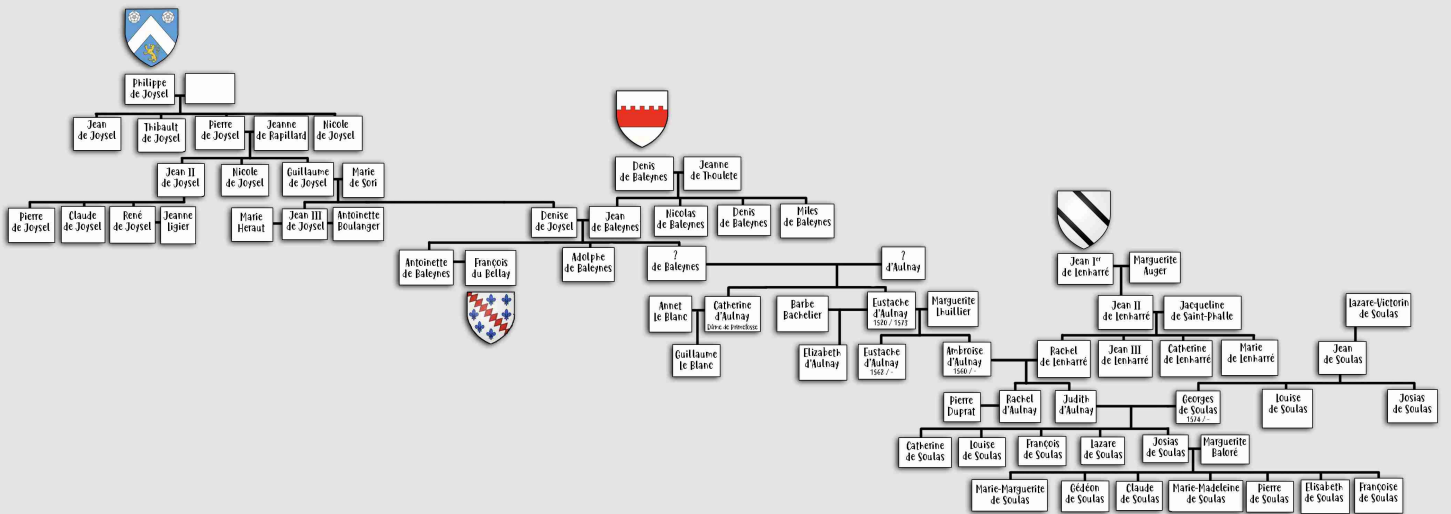 Philippe
de Joysel
Jean
de Joysel
Thibault
de Joysel
Pierre
de Joysel
Jeanne
de Rapillard
Nicole
de Joysel
Jean II
de Joysel
Nicole
de Joysel
Guillaume
de Joysel
Marie
de Sori
Denis
de Baleynes
Jeanne
de Thoulete
Pierre
de Joysel
Claude
de Joysel
René
de Joysel
Jeanne
Ligier
Marie
Heraut
Jean III
de Joysel
Antoinette
Boulanger
Denise
de Joysel
Jean
de Baleynes
Nicolas
de Baleynes
Denis
de Baleynes
Miles
de Baleynes
Antoinette
de Baleynes
François
du Bellay
Adolphe
de Baleynes
?
de Baleynes
?
d'Aulnay
Jean Ier
de Lenharré
Marguerite
Auger
Annet
Le Blanc
Catherine
d'Aulnay
Barbe
Bachelier
Eustache
d'Aulnay
1520 / 1573
Marguerite
Lhuillier
Jean II
de Lenharré
Jacqueline
de Saint-Phalle
Lazare-Victorin
de Soulas
Guillaume
Le Blanc
Elizabeth
d'Aulnay
Eustache
d'Aulnay
1562 / -
Ambroise
d'Aulnay
1560 / -
Rachel
de Lenharré
Jean III
de Lenharré
Catherine
de Lenharré
Marie
de Lenharré
Jean
de Soulas
Pierre
Duprat
Rachel
d'Aulnay
Judith
d'Aulnay
Georges
de Soulas
1574 / -
Louise
de Soulas
Josias
de Soulas
Catherine
de Soulas
Louise
de Soulas
François
de Soulas
Lazare
de Soulas
Josias
de Soulas
Marguerite
Baloré
Marie-Marguerite
de Soulas
Gédéon
de Soulas
Claude
de Soulas
Marie-Madeleine
de Soulas
Pierre
de Soulas
Elisabeth
de Soulas
Françoise
de Soulas